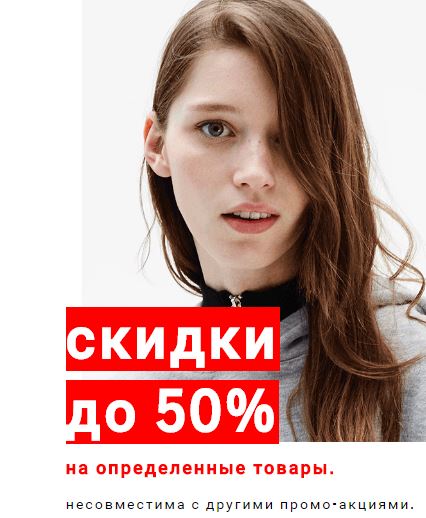 скидки
до 50%
на определенные товары.
несовместима с другими промо-акциями.